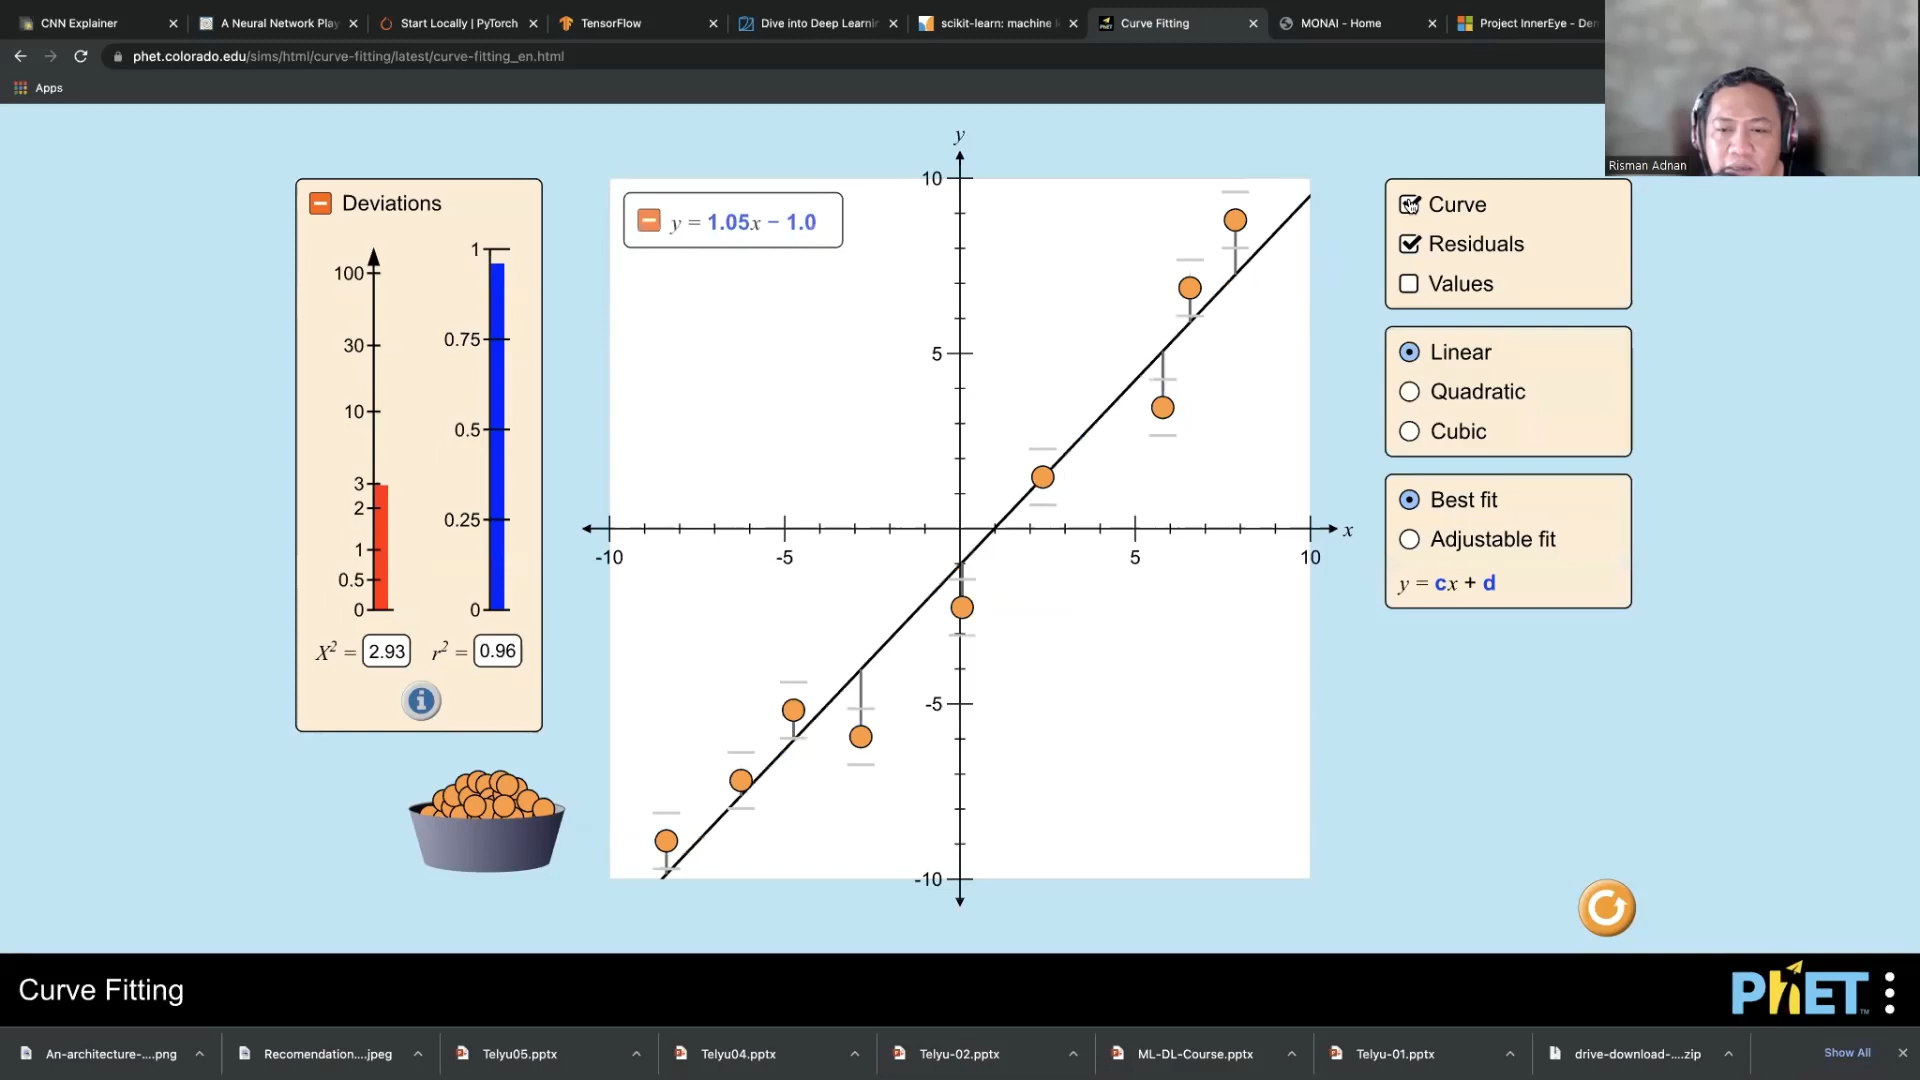 CNN Explainer
A Neural Network Play
Start Locally | PyTorch
TensorFlow
Dive into Deep Learnin
scikit-learn: machine
Curve Fitting
MONAI - Home
Project InnerEye - Dem
phet.colorado.edu/sims/html/curve-fitting/latest/curve-fitting_en.html
Apps
Risman Adnan
Deviations
100
30
10
3
2
1
0.5
0
1
0.75
0.5
0.25
0
X² = 2.93
r² = 0.96
i
y = 1.05x − 1.0
y
10
5
-5
-10
-10
-5
5
10
x
Curve
Residuals
Values
Linear
Quadratic
Cubic
Best fit
Adjustable fit
y = cx + d
Curve Fitting
PhET
An-architecture-....png
Recomendation....jpeg
Telyu05.pptx
Telyu04.pptx
Telyu-02.pptx
ML-DL-Course.pptx
Telyu-01.pptx
drive-download-....zip
Show All